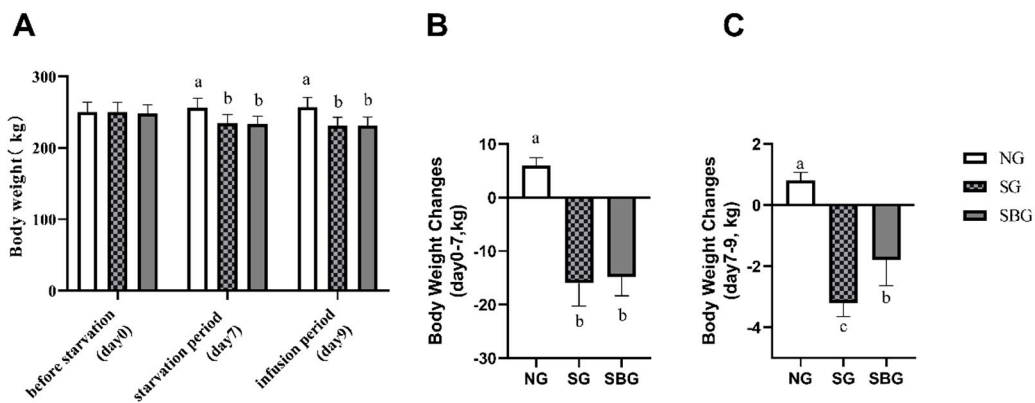 A
Body weight( kg)
300
200
100
0
a
b
b
a
b
b
before starvation
(day0)
starvation period
(day7)
infusion period
(day9)
B
Body Weight Changes
(day0-7,kg)
10
0
-10
-20
-30
a
b
b
NG
SG
SBG
C
Body Weight Changes
(day7-9, kg)
2
0
-2
-4
a
c
b
NG
SG
SBG
NG
SG
SBG